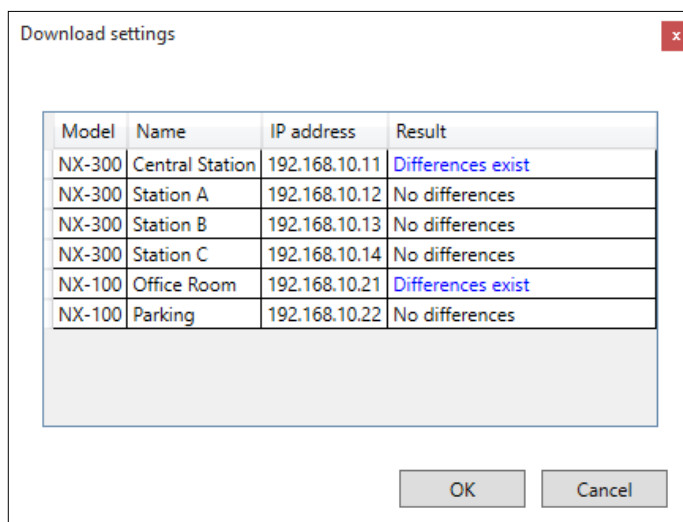 Download settings
x
Model Name IP address Result
NX-300 Central Station 192.168.10.11 Differences exist
NX-300 Station A 192.168.10.12 No differences
NX-300 Station B 192.168.10.13 No differences
NX-300 Station C 192.168.10.14 No differences
NX-100 Office Room 192.168.10.21 Differences exist
NX-100 Parking 192.168.10.22 No differences
OK Cancel